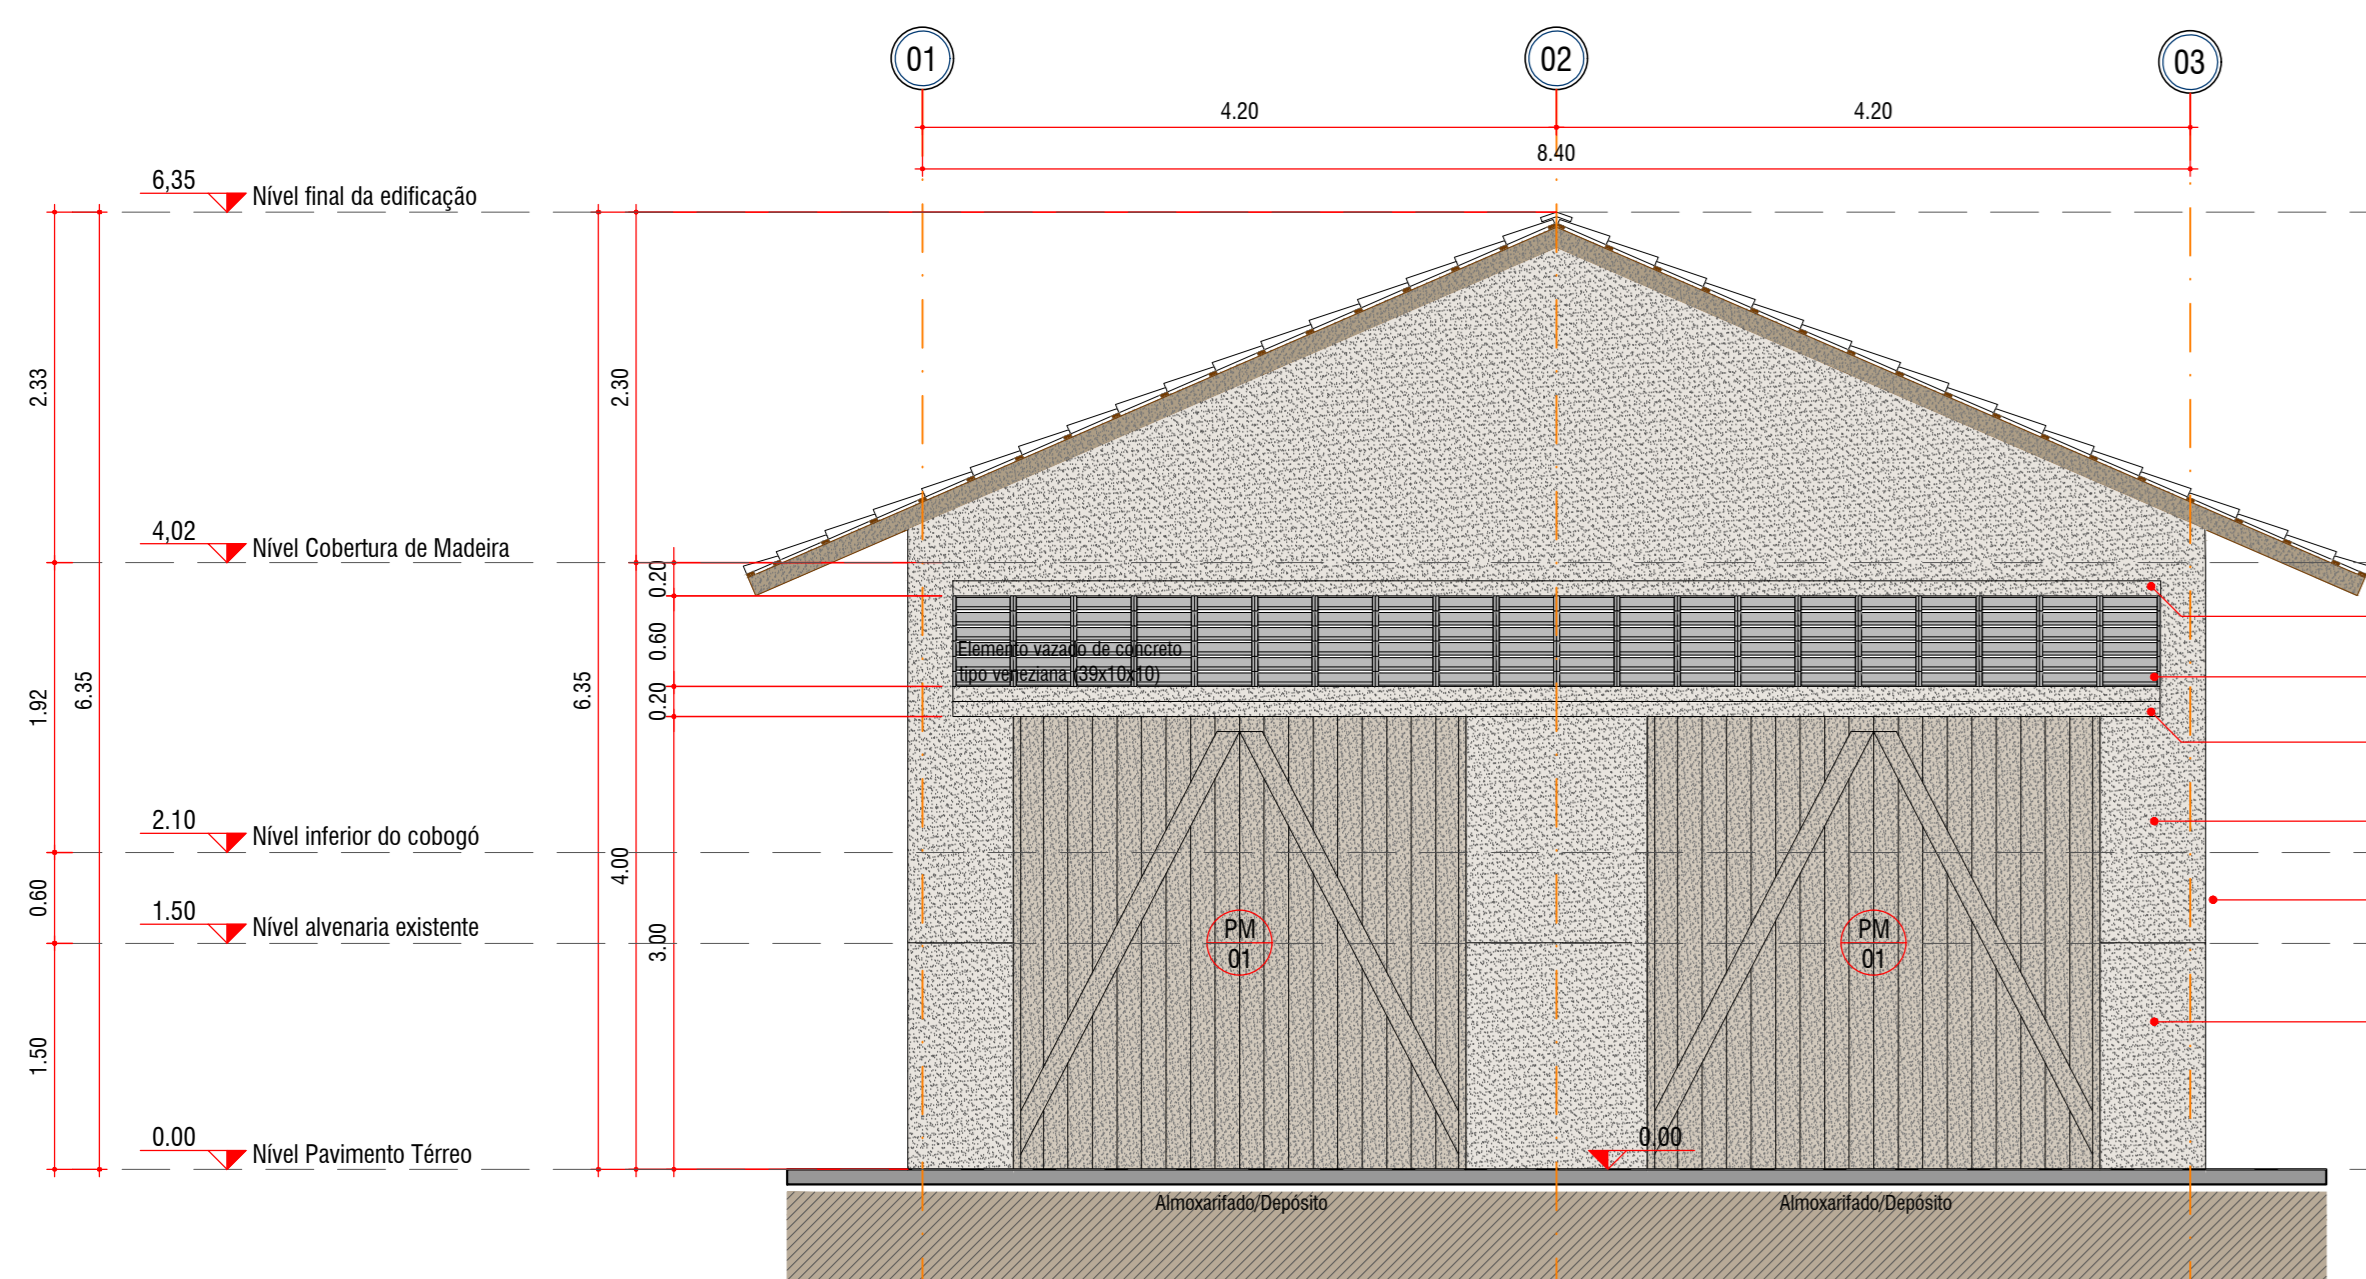 01
02
03
4.20
4.20
8.40
6,35
Nível final da edificação
2.33
2.30
4,02
Nível Cobertura de Madeira
0.20
0.60
Elemento vazado de concreto
tipo veneziana (39x10x10)
0.20
1.92
6.35
6.35
2.10
Nível inferior do cobogó
4.00
0.60
1.50
Nível alvenaria existente
3.00
PM
01
PM
01
1.50
0.00
Nível Pavimento Térreo
0.00
Almoxarifado/Depósito
Almoxarifado/Depósito